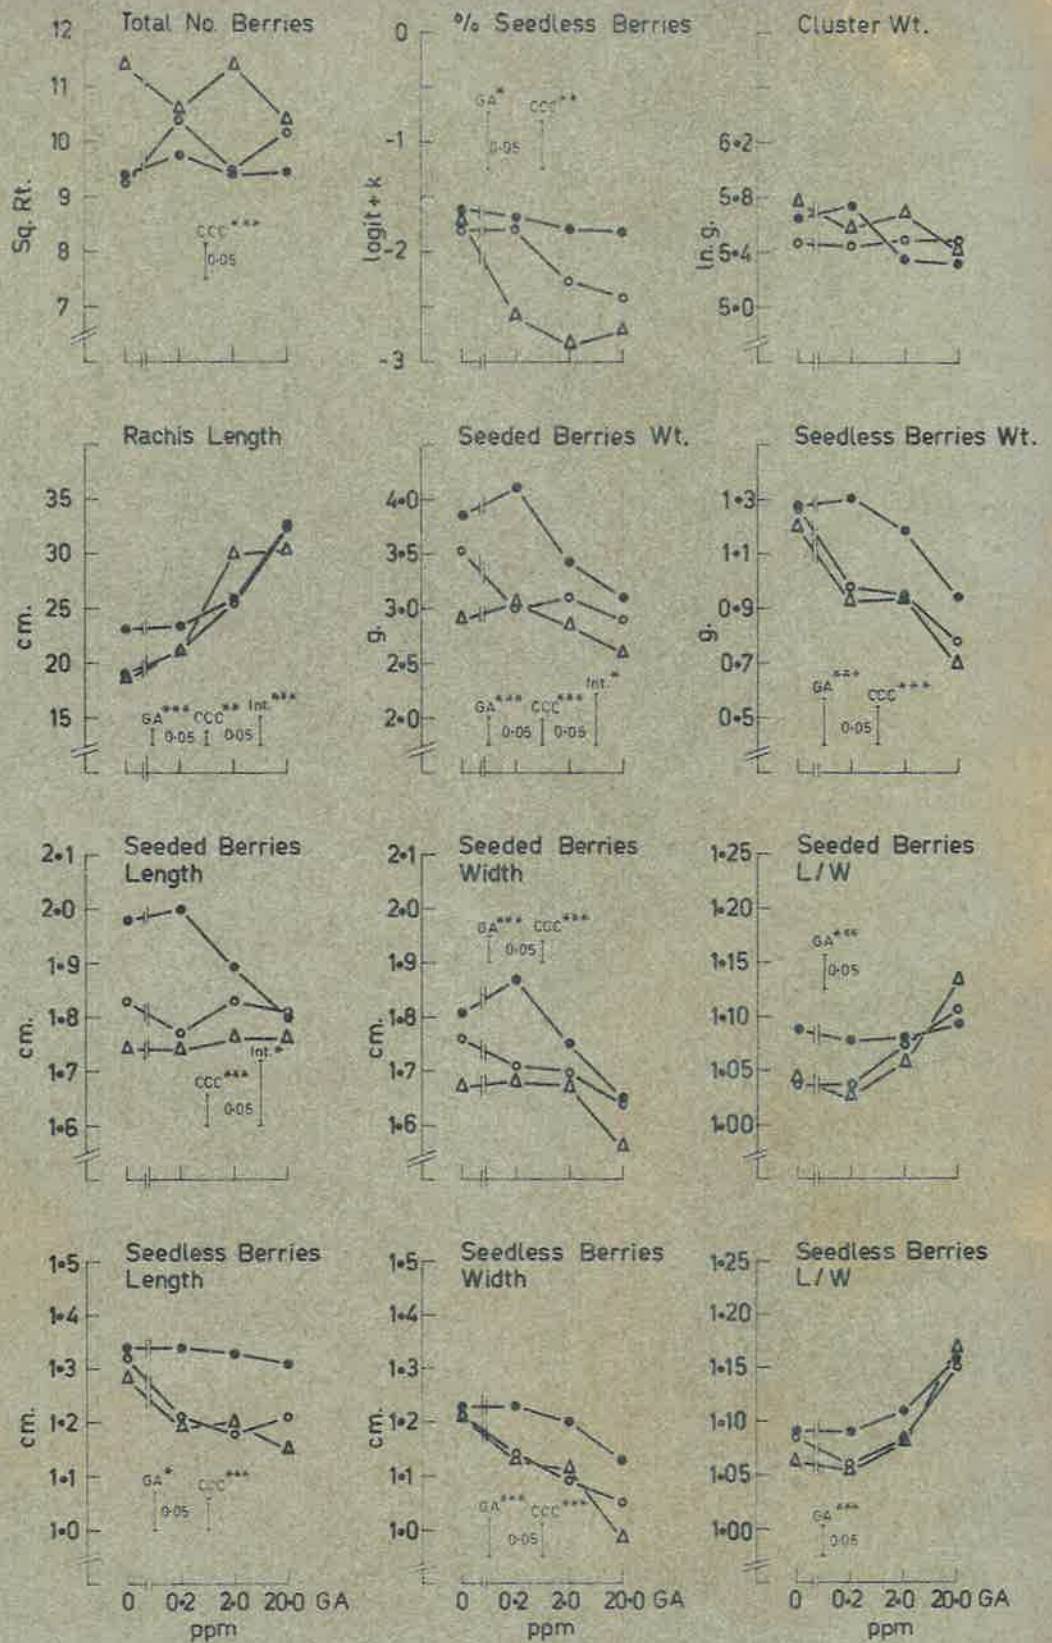 Total No. Berries
12
11
10
9
8
7
Sq. Rt.
CCC***
0·05
% Seedless Berries
0
-1
-2
-3
logit + k
GA* CCC**
0·05
Cluster Wt.
6·2
5·8
5·4
5·0
ln. g.
Rachis Length
35
30
25
20
15
cm.
GA*** CCC** Int.***
0·05 0·05
Seeded Berries Wt.
4·0
3·5
3·0
2·5
2·0
g.
GA*** CCC*** Int.*
0·05 0·05
Seedless Berries Wt.
1·3
1·1
0·9
0·7
0·5
g.
GA*** CCC***
0·05
Seeded Berries
Length
2·1
2·0
1·9
1·8
1·7
1·6
cm.
CCC*** Int.*
0·05
Seeded Berries
Width
2·1
2·0
1·9
1·8
1·7
1·6
cm.
GA*** CCC***
0·05
Seeded Berries
L/W
1·25
1·20
1·15
1·10
1·05
1·00
GA***
0·05
Seedless Berries
Length
1·5
1·4
1·3
1·2
1·1
1·0
cm.
GA* CCC***
0·05
0 0·2 2·0 20·0 GA
ppm
Seedless Berries
Width
1·5
1·4
1·3
1·2
1·1
1·0
cm.
GA*** CCC***
0·05
0 0·2 2·0 20·0
ppm
Seedless Berries
L/W
1·25
1·20
1·15
1·10
1·05
1·00
GA***
0·05
0 0·2 2·0 20·0 GA
ppm